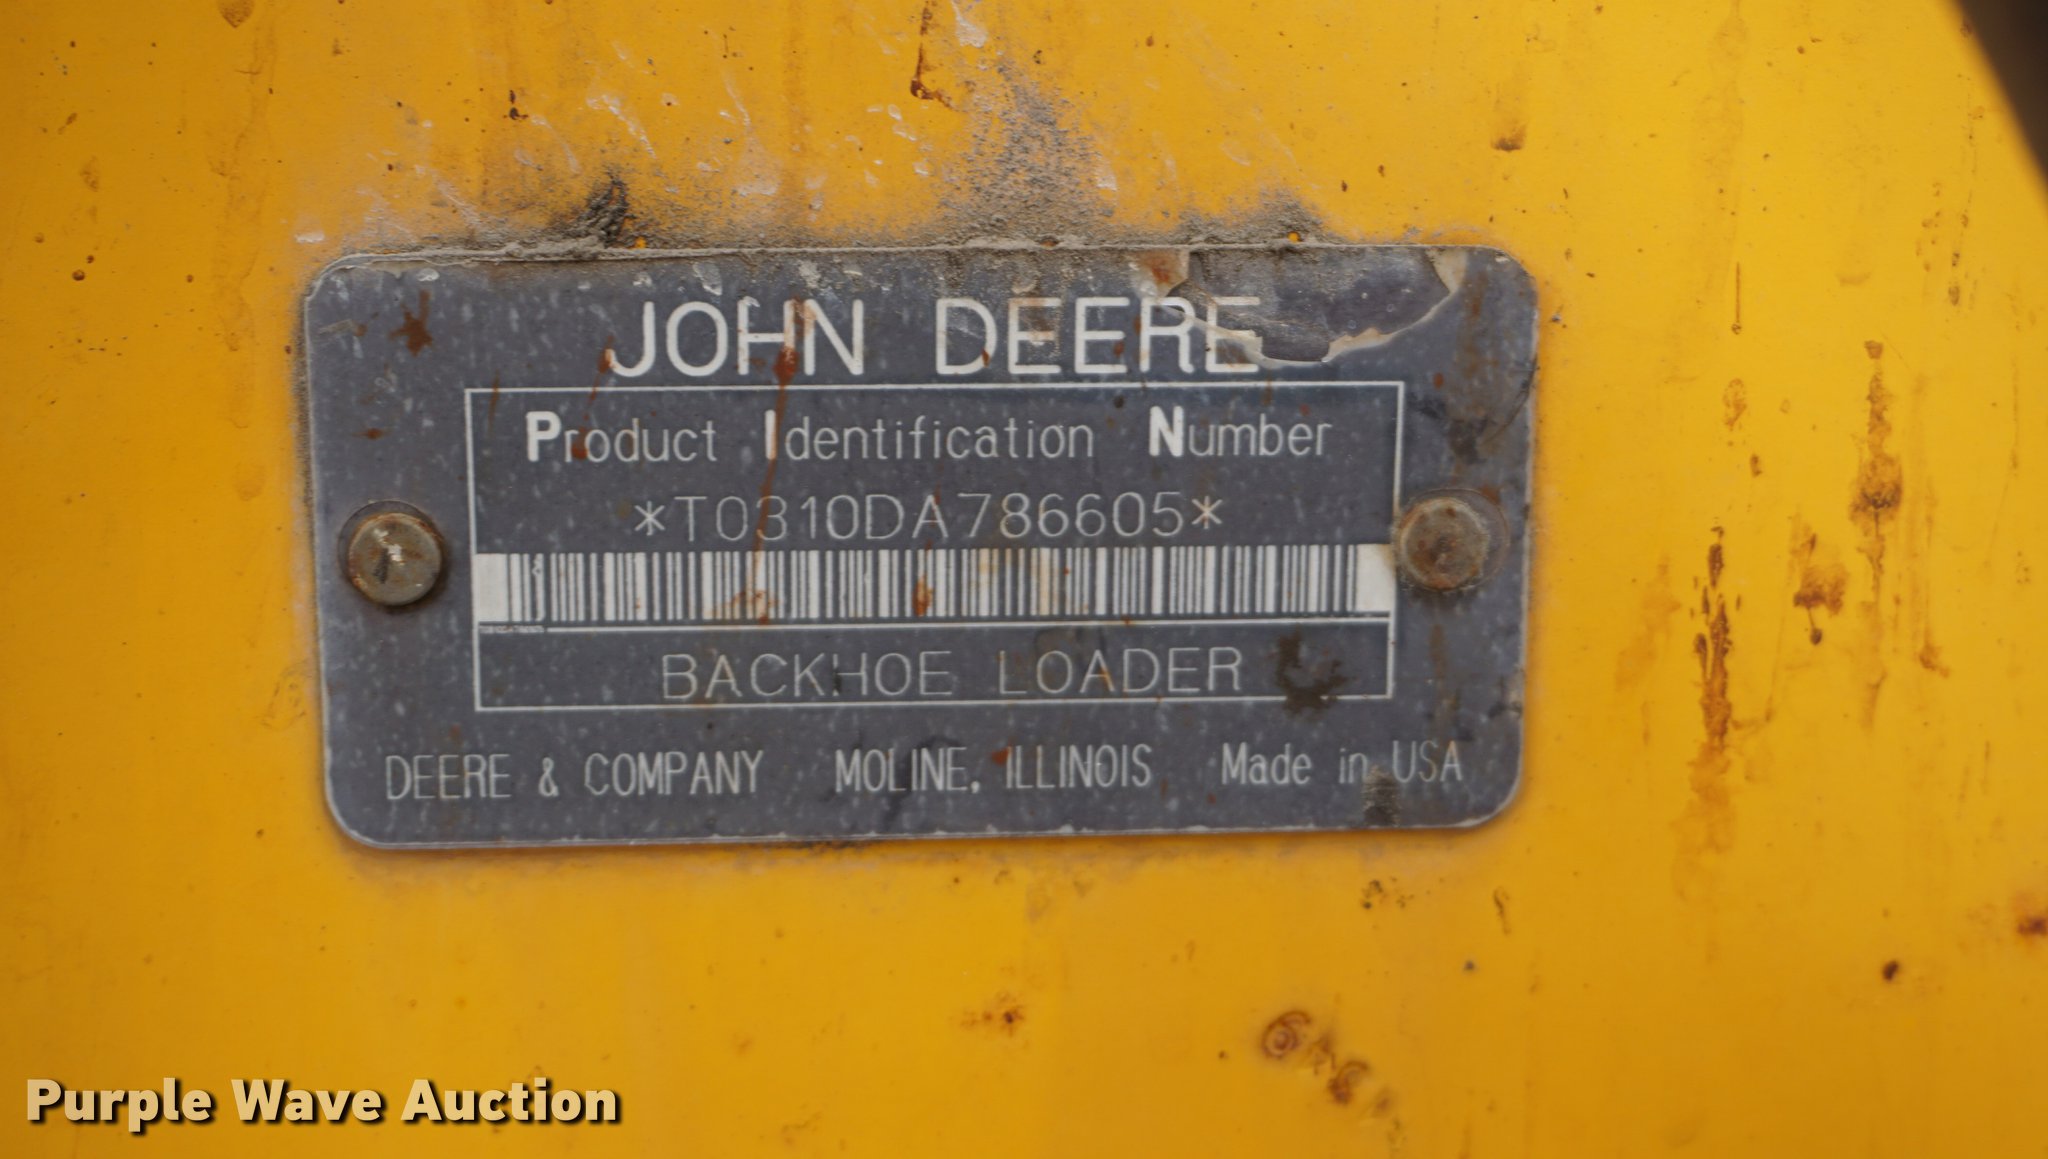 JOHN DEERE
Product Identification Number
*T0310DA786605*
BACKHOE LOADER
DEERE & COMPANY MOLINE, ILLINOIS Made in USA
Purple Wave Auction